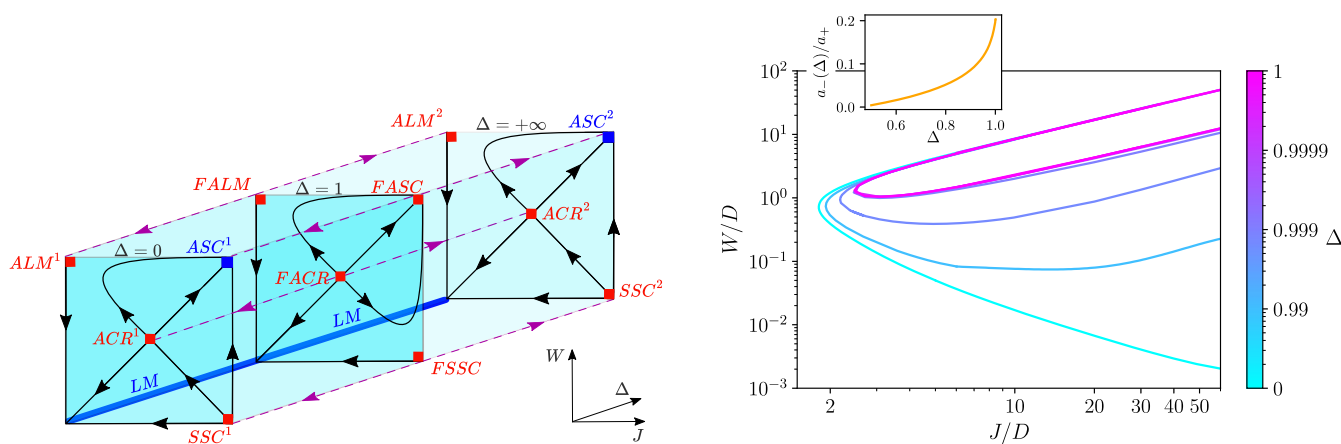 ALM²
Δ = +∞
ASC²
FALM
Δ = 1
FASC
ACR²
ALM¹
Δ = 0
ASC¹
FACR
SSC²
ACR¹
LM
LM
FSSC
SSC¹
W
Δ
J
a₋(Δ)/a₊
0.2
0.1
0.0
0.6
0.8
1.0
Δ
W/D
10²
10¹
10⁰
10⁻¹
10⁻²
10⁻³
2
10
20
30
40
50
J/D
1
0.9999
0.999
0.99
0
Δ